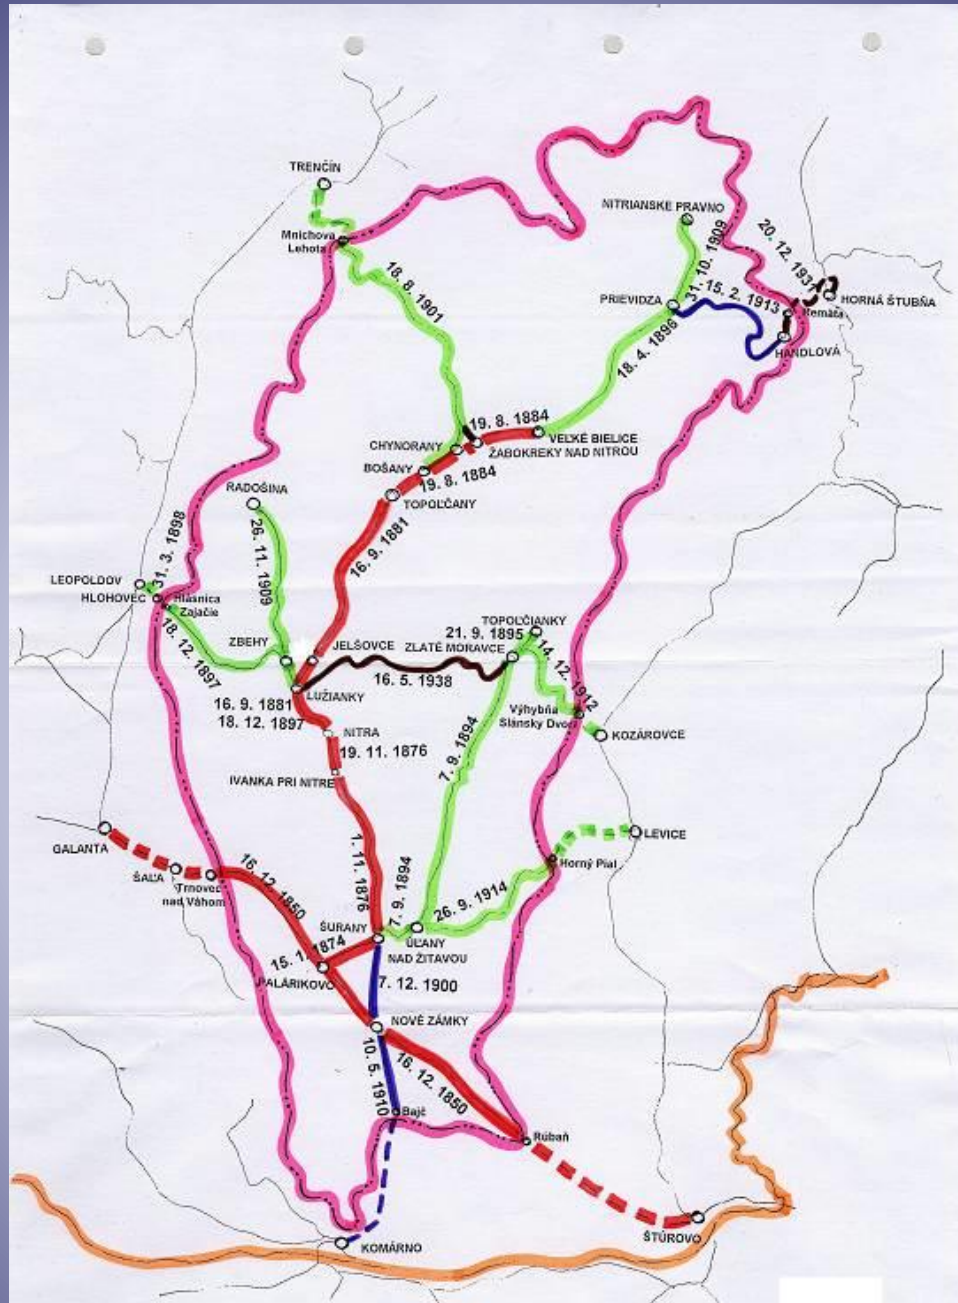 TRENČÍN
Mnichova
Lehota
18. 8. 1901
NITRIANSKE PRAVNO
31. 10. 1909
20. 12. 1931
HORNÁ ŠTUBŇA
PRIEVIDZA
15. 2. 1913
Remata
HANDLOVÁ
18. 4. 1896
19. 8. 1884
VEĽKÉ BIELICE
CHYNORANY
ŽABOKREKY NAD NITROU
BOŠANY
19. 8. 1884
TOPOĽČANY
RADOŠINA
16. 9. 1881
26. 11. 1909
31. 3. 1898
LEOPOLDOV
HLOHOVEC
Hlásnica
Zajačie
18. 12. 1897
ZBEHY
JELŠOVCE
TOPOĽČIANKY
21. 9. 1895
ZLATÉ MORAVCE
14. 12. 1912
16. 5. 1938
LUŽIANKY
16. 9. 1881
18. 12. 1897
Výhybňa
Slánsky Dvor
KOZÁROVCE
NITRA
19. 11. 1876
IVANKA PRI NITRE
7. 9. 1894
GALANTA
ŠAĽA
Trnovec
nad Váhom
16. 12. 1850
1. 11. 1876
LEVICE
Horný Pial
7. 9. 1894
26. 9. 1914
ŠURANY
ÚĽANY
NAD ŽITAVOU
15. 1. 1874
PALÁRIKOVO
7. 12. 1900
NOVÉ ZÁMKY
10. 5. 1910
16. 12. 1850
Bajč
Rúbaň
ŠTÚROVO
KOMÁRNO